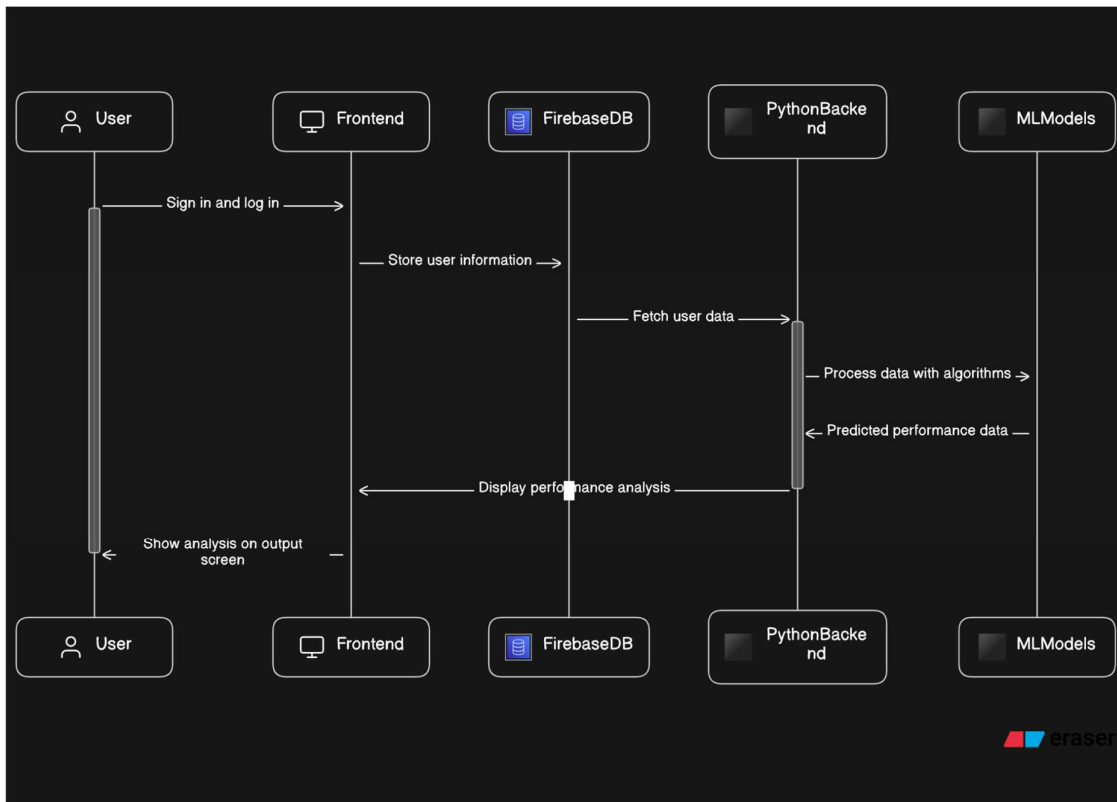 User
Frontend
FirebaseDB
PythonBacke
nd
MLModels
Sign in and log in
Store user information
Fetch user data
Process data with algorithms
Predicted performance data
Display performance analysis
Show analysis on output
screen
User
Frontend
FirebaseDB
PythonBacke
nd
MLModels
eraser